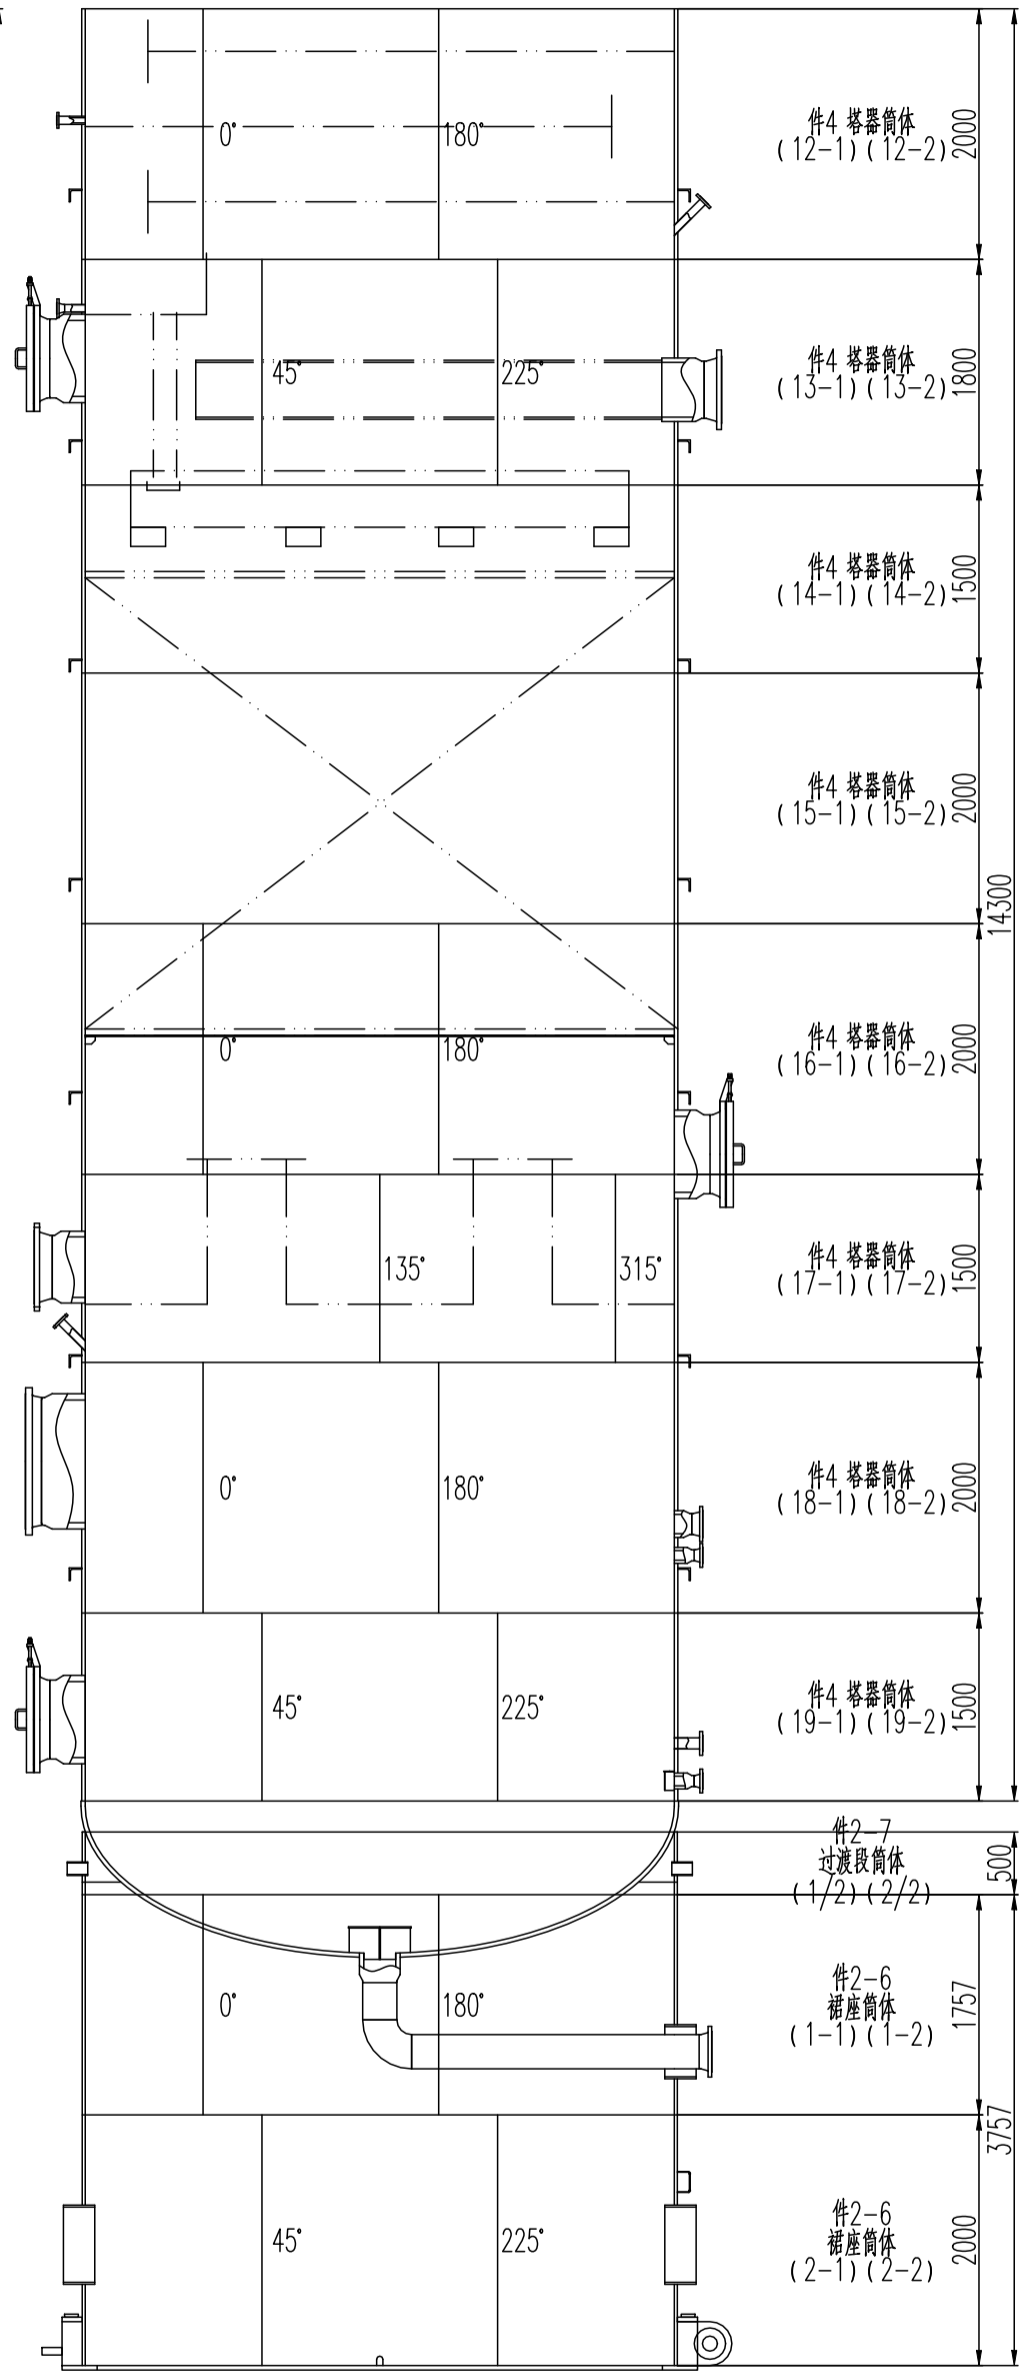 件4 塔器筒体
(12-1)(12-2)
2000
0°
180°
件4 塔器筒体
(13-1)(13-2)
1800
45°
225°
件4 塔器筒体
(14-1)(14-2)
1500
件4 塔器筒体
(15-1)(15-2)
2000
14300
件4 塔器筒体
(16-1)(16-2)
2000
0°
180°
件4 塔器筒体
(17-1)(17-2)
1500
135°
315°
件4 塔器筒体
(18-1)(18-2)
2000
0°
180°
件4 塔器筒体
(19-1)(19-2)
1500
45°
225°
件2-7
过渡段筒体
(1/2)(2/2)
500
件2-6
裙座筒体
(1-1)(1-2)
1757
0°
180°
3757
件2-6
裙座筒体
(2-1)(2-2)
2000
45°
225°